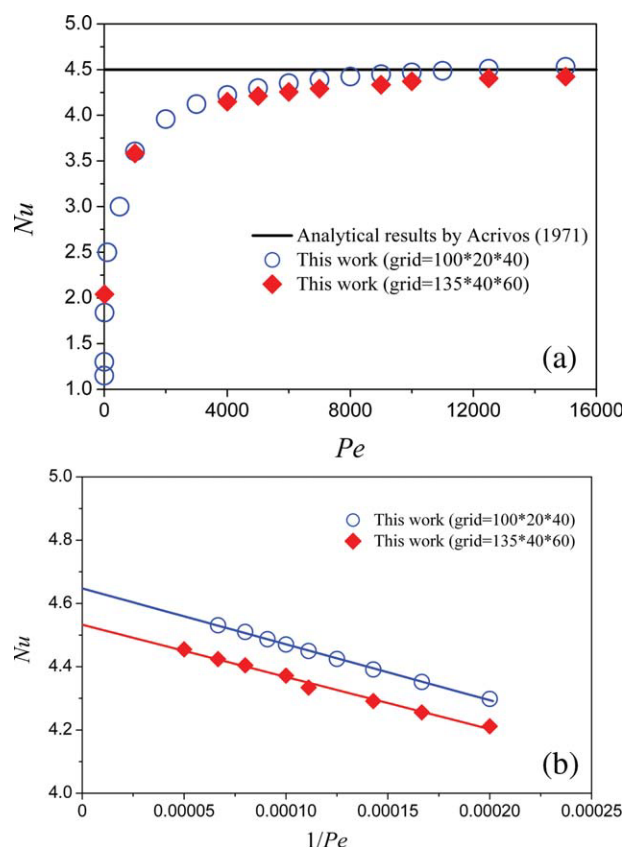 5.0
4.5
4.0
3.5
3.0
2.5
2.0
1.5
1.0
Nu
Analytical results by Acrivos (1971)
This work (grid=100*20*40)
This work (grid=135*40*60)
(a)
0 4000 8000 12000 16000
Pe
5.0
4.8
4.6
4.4
4.2
4.0
Nu
This work (grid=100*20*40)
This work (grid=135*40*60)
(b)
0 0.00005 0.00010 0.00015 0.00020 0.00025
1/Pe